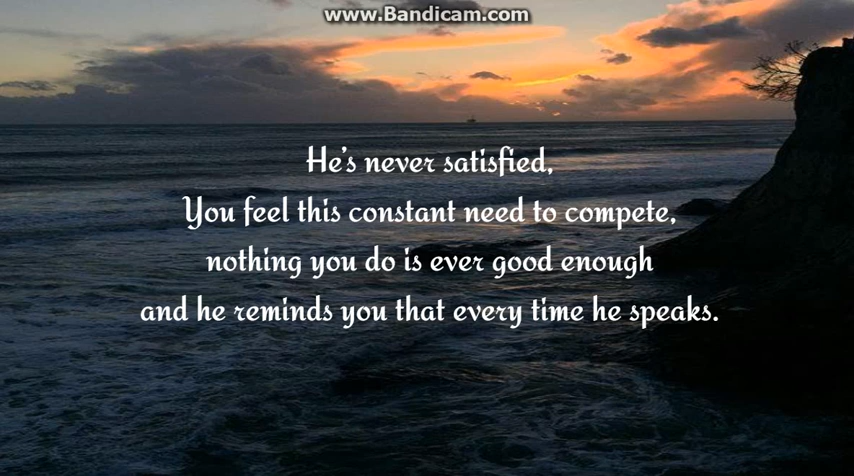 www.Bandicam.com
He's never satisfied,
You feel this constant need to compete,
nothing you do is ever good enough
and he reminds you that every time he speaks.